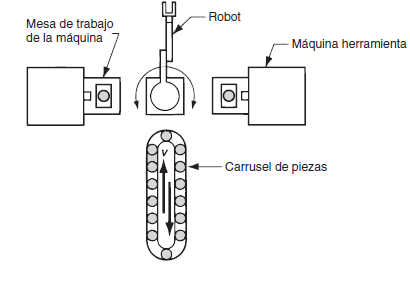 Robot
Mesa de trabajo
de la máquina
Máquina herramienta
v
Carrusel de piezas